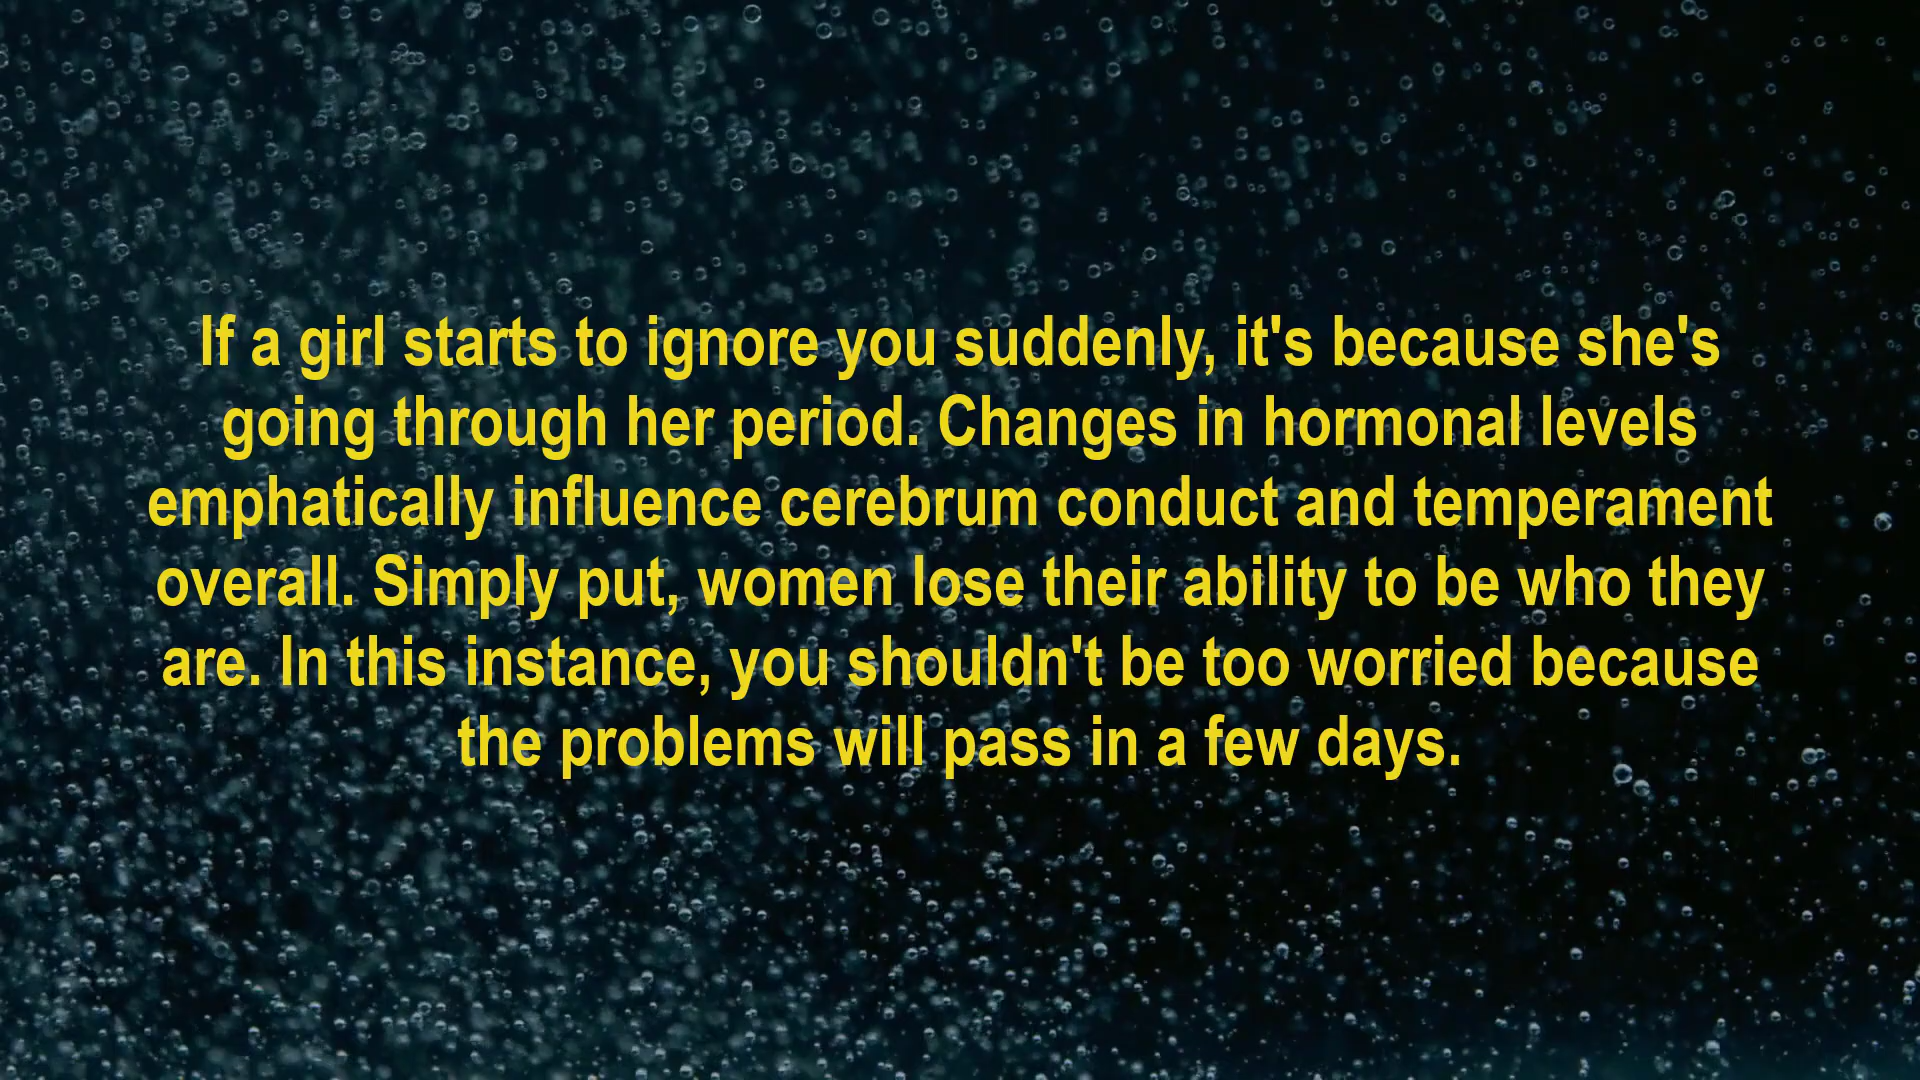 If a girl starts to ignore you suddenly, it's because she's
going through her period. Changes in hormonal levels
emphatically influence cerebrum conduct and temperament
overall. Simply put, women lose their ability to be who they
are. In this instance, you shouldn't be too worried because
the problems will pass in a few days.